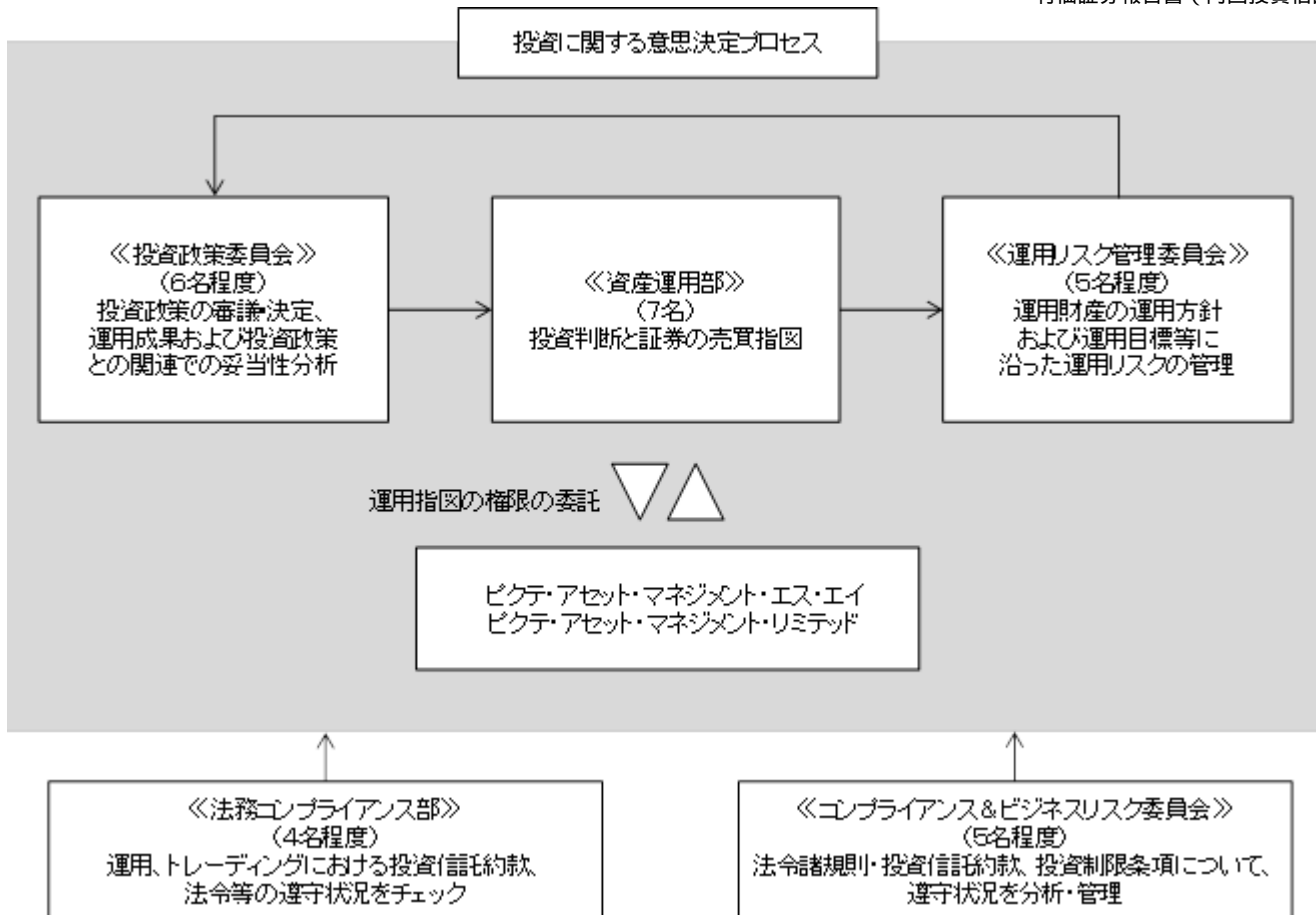 投資に関する意思決定プロセス
≪投資政策委員会≫
(6名程度)
投資政策の審議・決定、
運用成果および投資政策
との関連での妥当性分析
≪資産運用部≫
(7名)
投資判断と証券の売買指図
≪運用リスク管理委員会≫
(5名程度)
運用財産の運用方針
および運用目標等に
沿った運用リスクの管理
運用指図の権限の委託
ピクテ・アセット・マネジメント・エス・エイ
ピクテ・アセット・マネジメント・リミテッド
≪法務コンプライアンス部≫
(4名程度)
運用、トレーディングにおける投資信託約款、
法令等の遵守状況をチェック
≪コンプライアンス&ビジネスリスク委員会≫
(5名程度)
法令諸規則・投資信託約款、投資制限条項について、
遵守状況を分析・管理